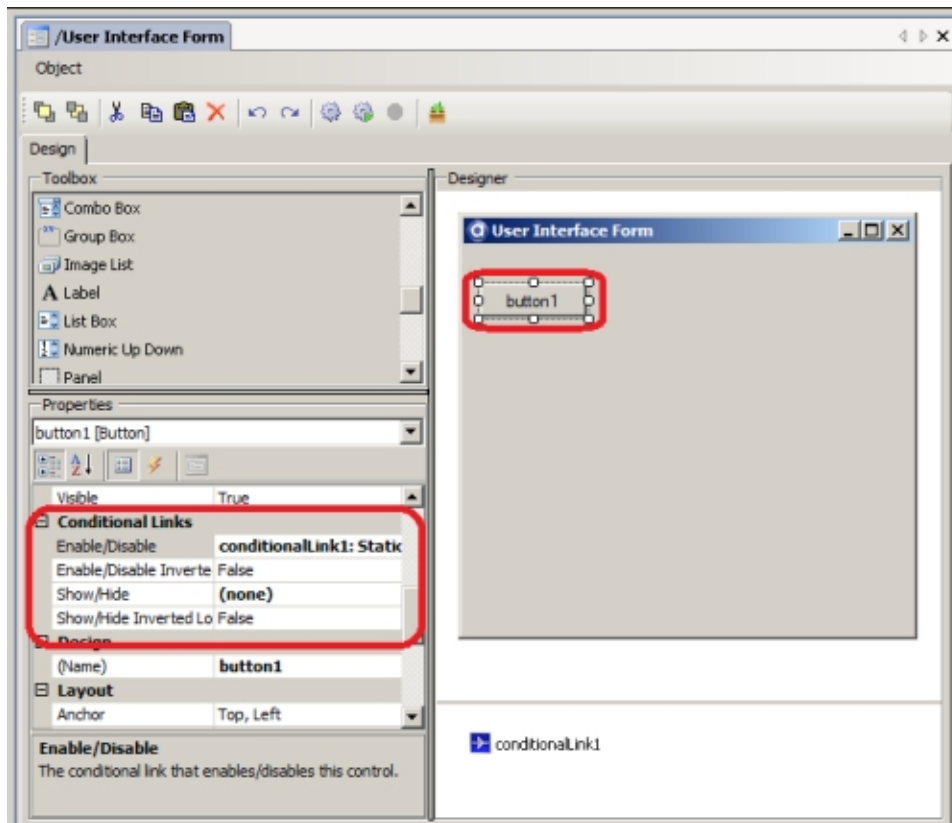 /User Interface Form
Object
Design
Toolbox
Combo Box
Group Box
Image List
A Label
List Box
Numeric Up Down
Panel
Properties
button1 [Button]
Visible True
Conditional Links
Enable/Disable conditionalLink1: Static
Enable/Disable Inverte False
Show/Hide (none)
Show/Hide Inverted Lo False
Design
(Name) button1
Layout
Anchor Top, Left
Enable/Disable
The conditional link that enables/disables this control.
Designer
User Interface Form
button1
conditionalLink1